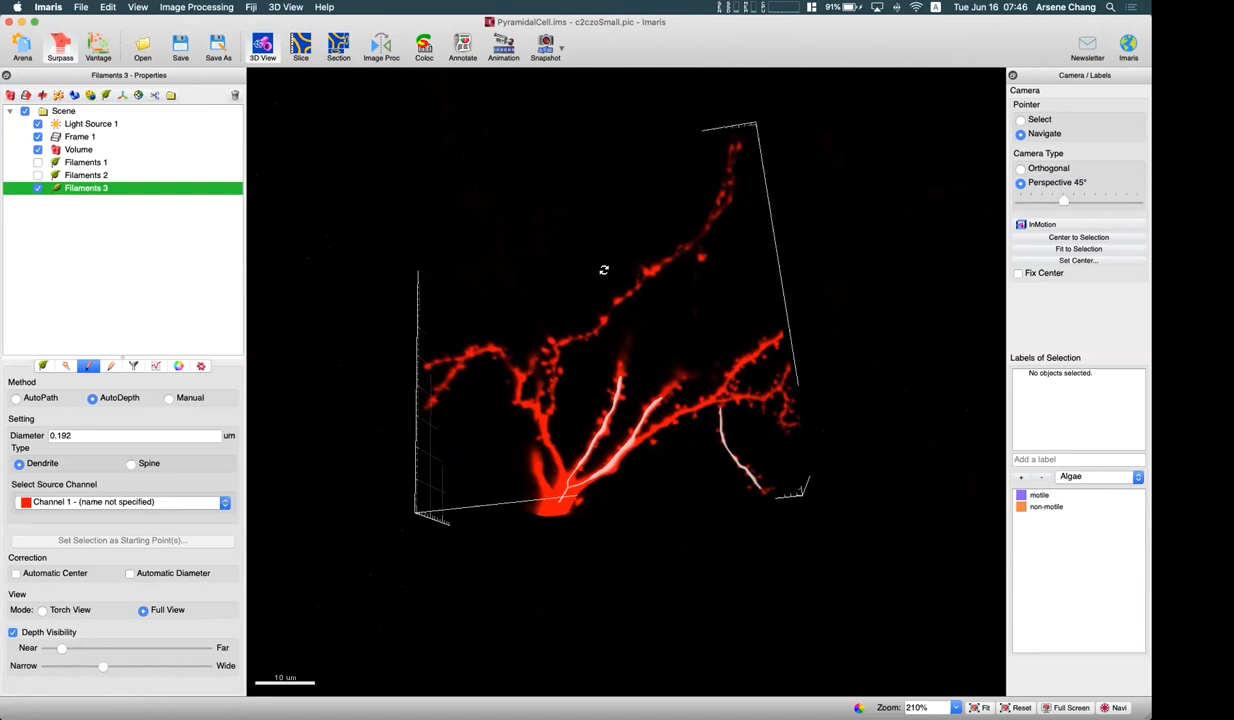 Imaris File Edit View Image Processing Fiji 3D View Help 91% A Tue Jun 16 07:46 Arsene Chang
PyramidalCell.ims - c2czoSmall.pic - Imaris
Arena Surpass Vantage Open Save Save As 3D View Slice Section Image Proc Coloc Annotate Animation Snapshot Newsletter Imaris
Filaments 3 - Properties
Scene
Light Source 1
Frame 1
Volume
Filaments 1
Filaments 2
Filaments 3
Method
AutoPath AutoDepth Manual
Setting
Diameter 0.192 um
Type
Dendrite Spine
Select Source Channel
Channel 1 - (name not specified)
Set Selection as Starting Point(s)...
Correction
Automatic Center Automatic Diameter
View
Mode: Torch View Full View
Depth Visibility
Near Far
Narrow Wide
10 um
Camera / Labels
Camera
Pointer
Select
Navigate
Camera Type
Orthogonal
Perspective 45°
InMotion
Center to Selection
Fit to Selection
Set Center...
Fix Center
Labels of Selection
No objects selected.
Add a label
+ - Algae
motile
non-motile
Zoom: 210% Fit Reset Full Screen Navi